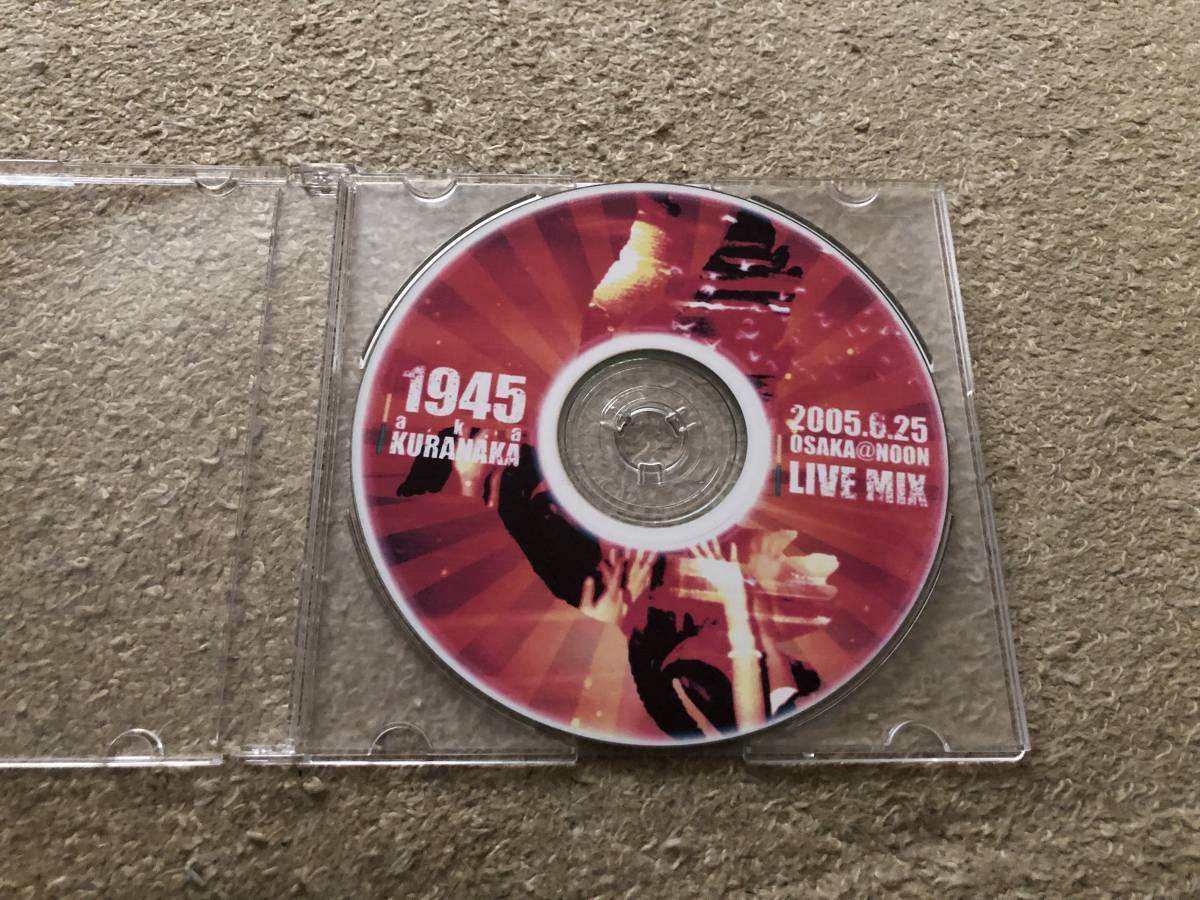 1945
a.k.a
KURANAKA
2005.6.25
OSAKA@NOON
LIVE MIX